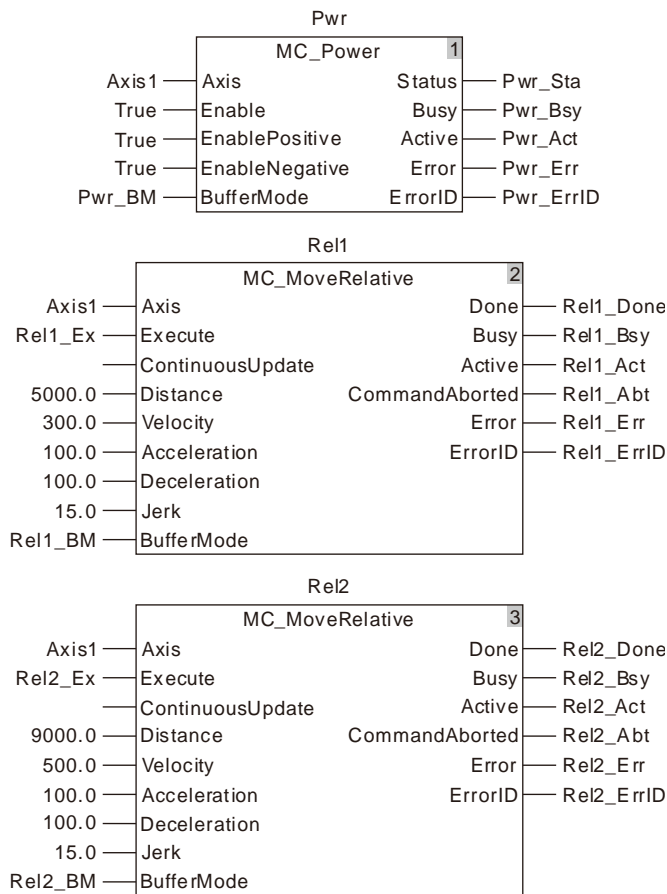 Pwr
MC_Power 1
Axis1 Axis Status Pwr_Sta
True Enable Busy Pwr_Bsy
True EnablePositive Active Pwr_Act
True EnableNegative Error Pwr_Err
Pwr_BM BufferMode ErrorID Pwr_ErrID
Rel1
MC_MoveRelative 2
Axis1 Axis Done Rel1_Done
Rel1_Ex Execute Busy Rel1_Bsy
ContinuousUpdate Active Rel1_Act
5000.0 Distance CommandAborted Rel1_Abt
300.0 Velocity Error Rel1_Err
100.0 Acceleration ErrorID Rel1_ErrID
100.0 Deceleration
15.0 Jerk
Rel1_BM BufferMode
Rel2
MC_MoveRelative 3
Axis1 Axis Done Rel2_Done
Rel2_Ex Execute Busy Rel2_Bsy
ContinuousUpdate Active Rel2_Act
9000.0 Distance CommandAborted Rel2_Abt
500.0 Velocity Error Rel2_Err
100.0 Acceleration ErrorID Rel2_ErrID
100.0 Deceleration
15.0 Jerk
Rel2_BM BufferMode